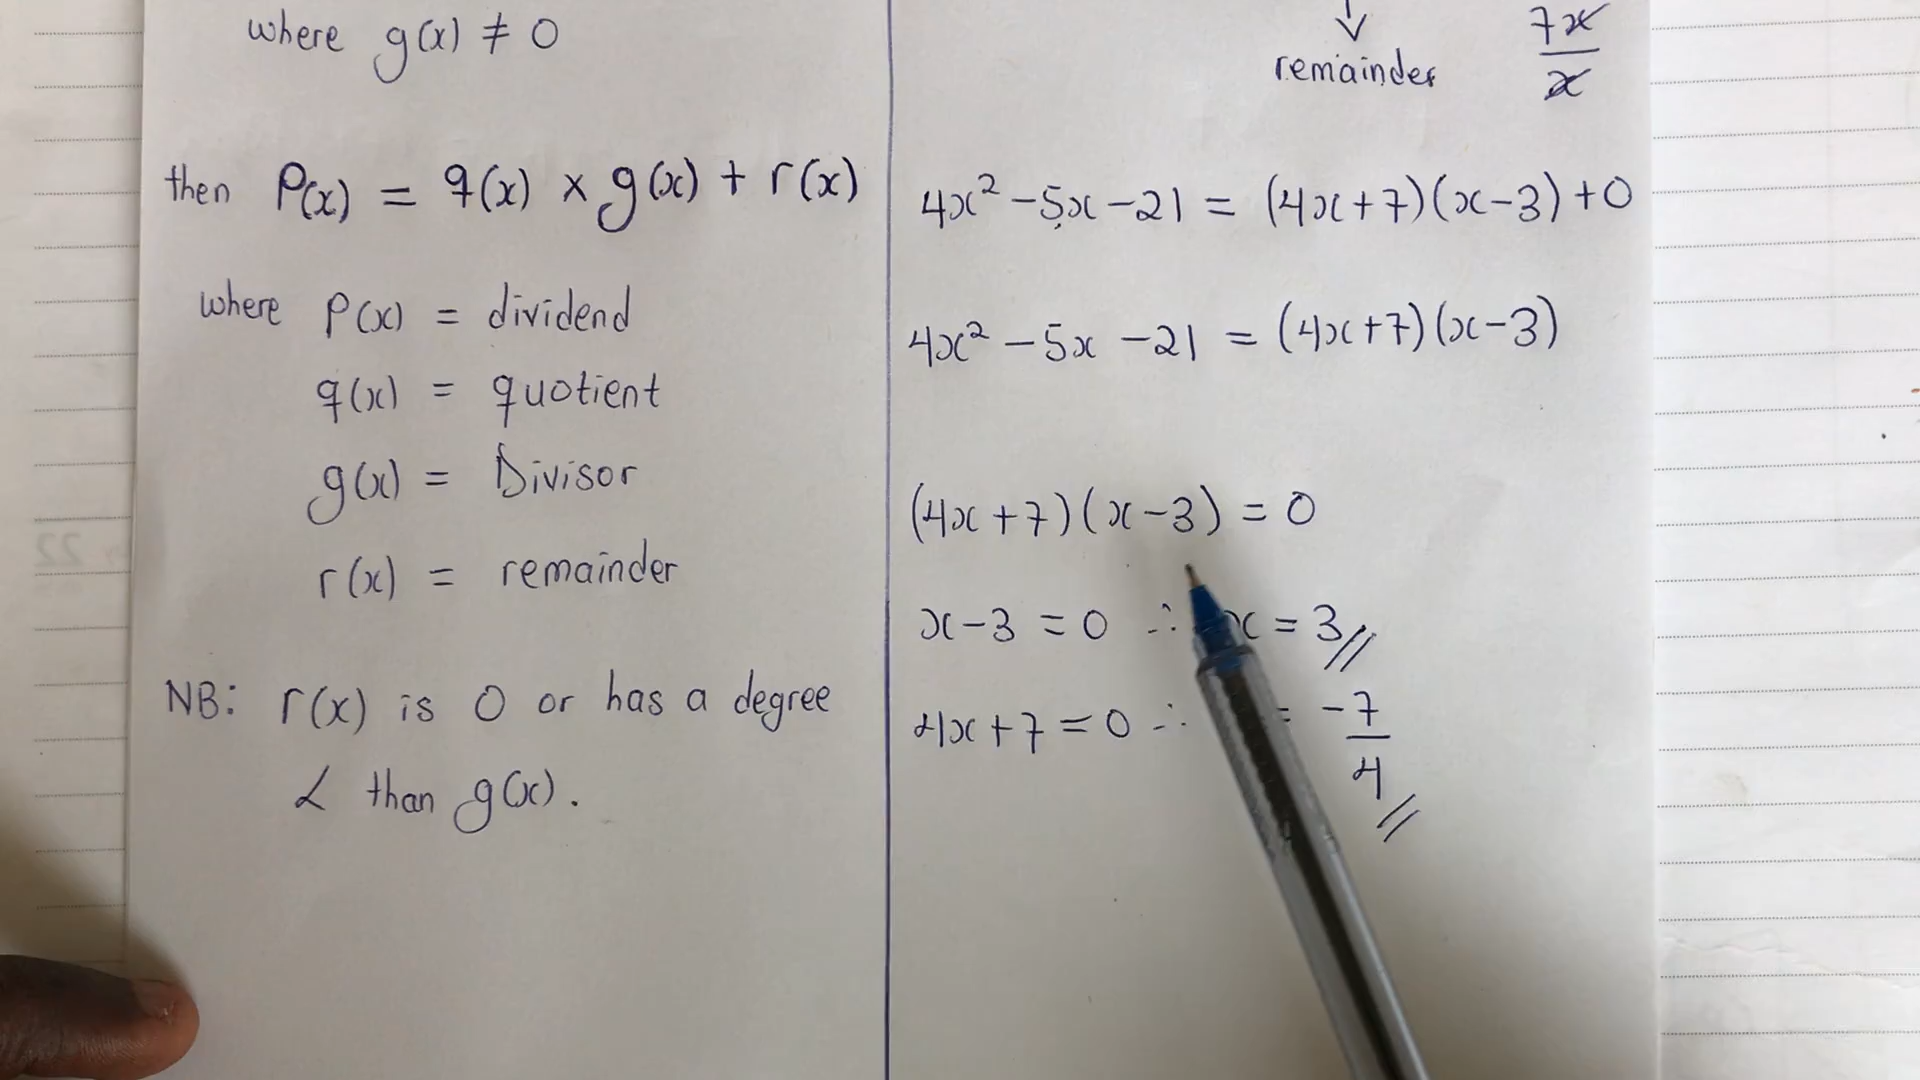 where g(x) ≠ 0
then P(x) = q(x) × g(x) + r(x)
where P(x) = dividend
q(x) = quotient
g(x) = Divisor
r(x) = remainder
NB: r(x) is 0 or has a degree
< than g(x).
remainder
7x
x
4x² - 5x - 21 = (4x+7)(x-3)+0
4x² - 5x - 21 = (4x+7)(x-3)
(4x+7)(x-3) = 0
x-3 = 0 ∴ x = 3//
4x+7 = 0 ∴ = -7
4//